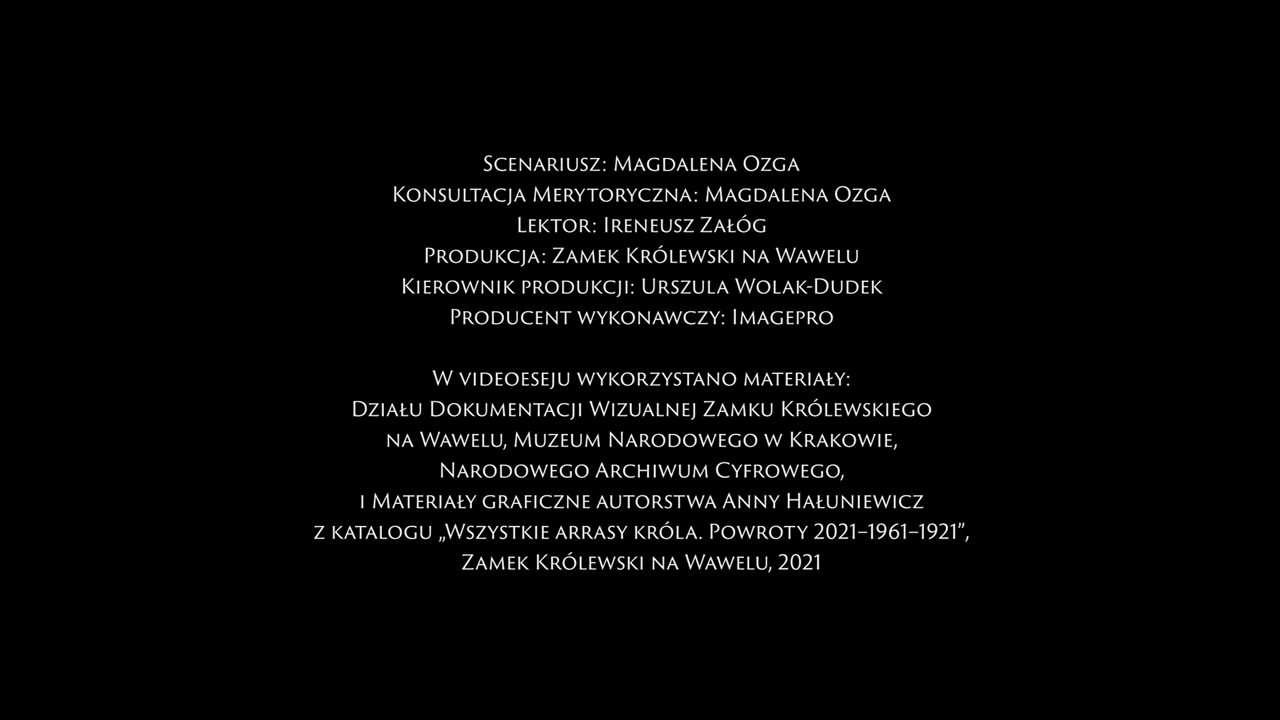 Scenariusz: Magdalena Ozga
Konsultacja Merytoryczna: Magdalena Ozga
Lektor: Ireneusz Załóg
Produkcja: Zamek Królewski na Wawelu
Kierownik produkcji: Urszula Wolak-Dudek
Producent wykonawczy: Imagepro
W videoeseju wykorzystano materiały:
Działu Dokumentacji Wizualnej Zamku Królewskiego
na Wawelu, Muzeum Narodowego w Krakowie,
Narodowego Archiwum Cyfrowego,
i Materiały graficzne autorstwa Anny Hałuniewicz
z katalogu „Wszystkie arrasy króla. Powroty 2021–1961–1921”,
Zamek Królewski na Wawelu, 2021